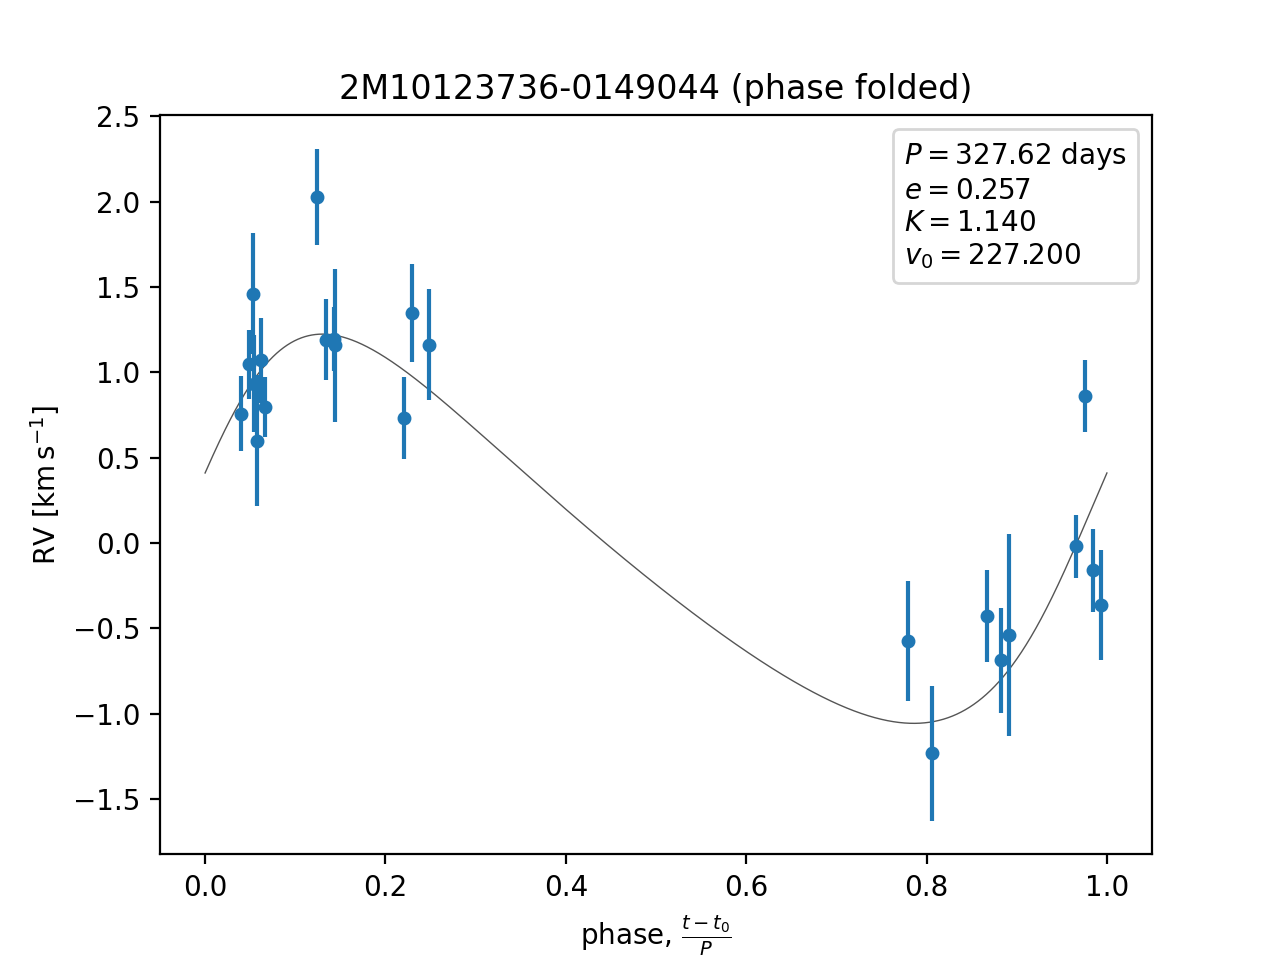 2M10123736-0149044 (phase folded)
P = 327.62 days
e = 0.257
K = 1.140
v₀ = 227.200
RV [km s⁻¹]
2.5
2.0
1.5
1.0
0.5
0.0
−0.5
−1.0
−1.5
0.0 0.2 0.4 0.6 0.8 1.0
phase, (t − t₀)/P